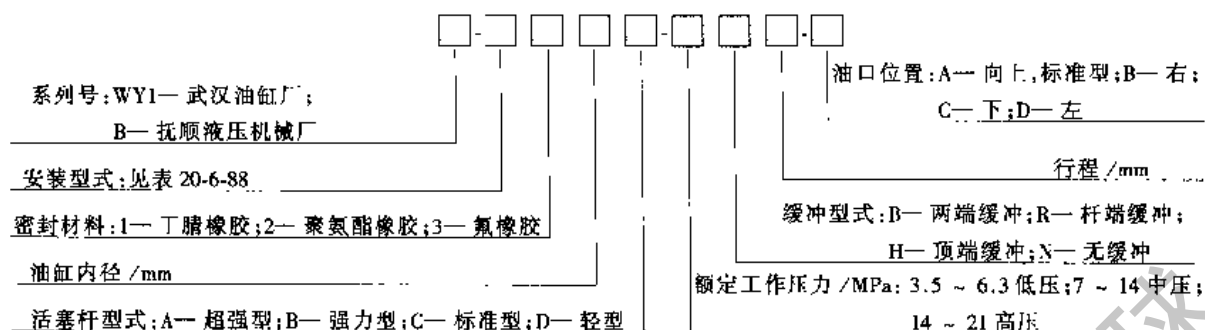 □-□□□□-□□□·□
油口位置:A— 向上,标准型;B— 右;
C— 下;D— 左
系列号:WY1— 武汉油缸厂;
B— 抚顺液压机械厂
行程/mm
安装型式:见表 20-6-88
缓冲型式:B— 两端缓冲;R— 杆端缓冲;
H— 顶端缓冲;N— 无缓冲
密封材料:1— 丁腈橡胶;2— 聚氨酯橡胶;3— 氟橡胶
油缸内径/mm
额定工作压力/MPa: 3.5 ~ 6.3 低压;7 ~ 14 中压;
14 ~ 21 高压
活塞杆型式:A— 超强型;B— 强力型;C— 标准型;D— 轻型